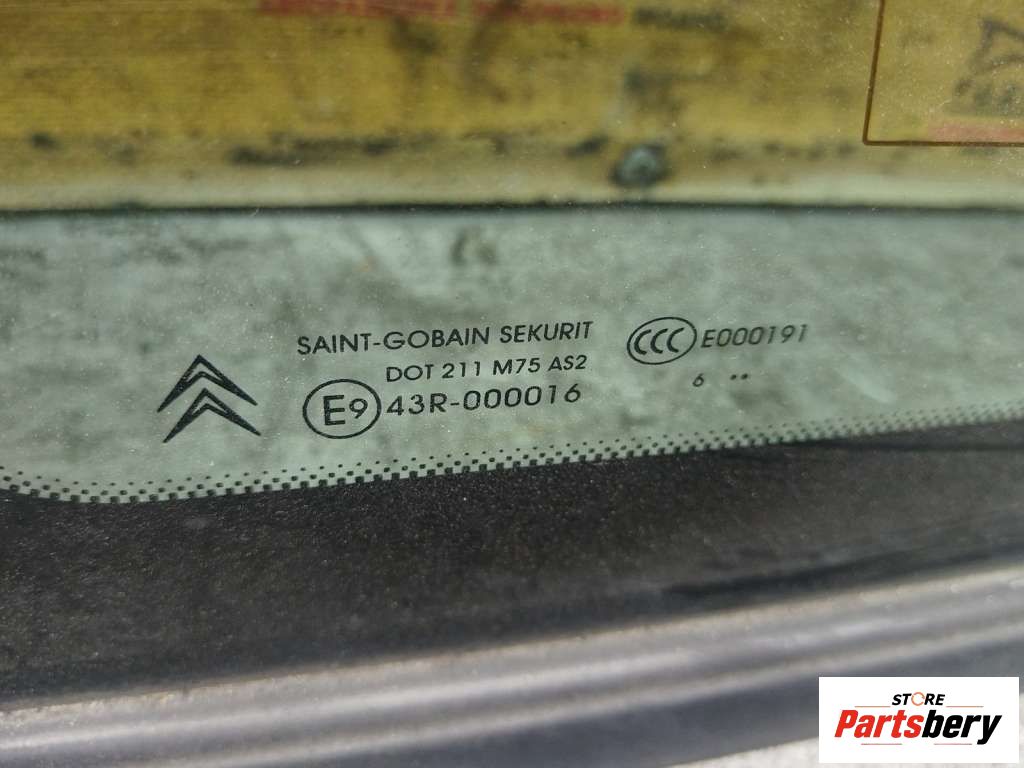 SAINT-GOBAIN SEKURIT
DOT 211 M75 AS2
E9 43R-000016
CCC E000191
6 ••
STORE
Partsbery